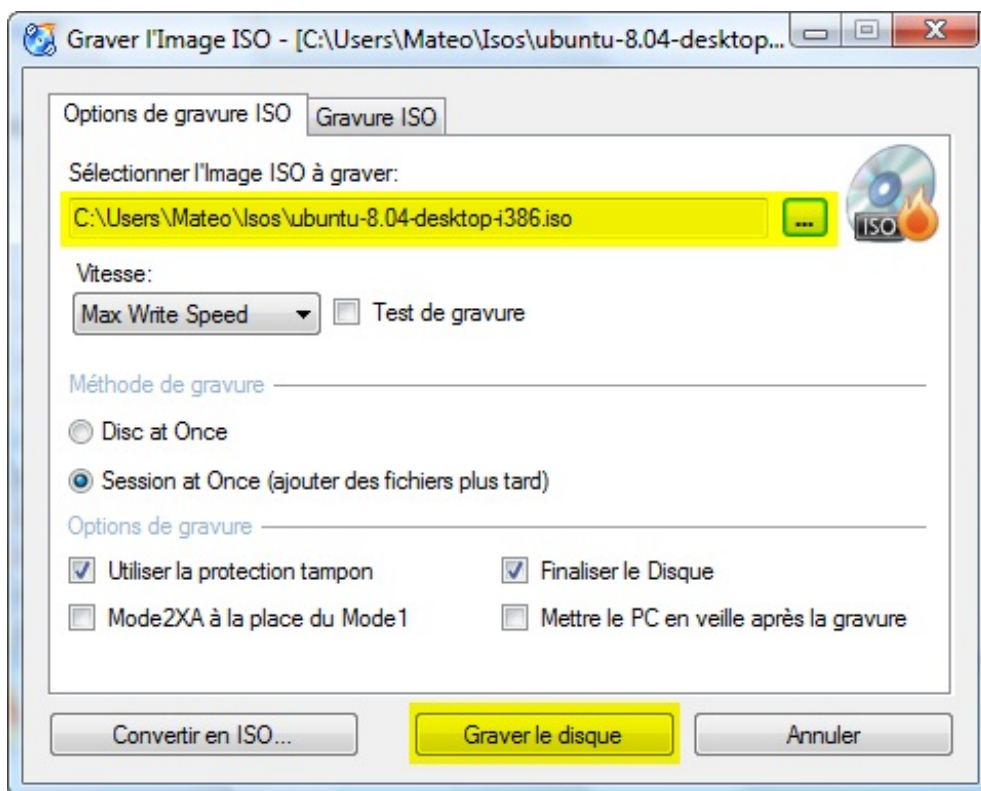 Graver l'Image ISO - [C:\Users\Mateo\Isos\ubuntu-8.04-desktop...
Options de gravure ISO
Gravure ISO
Sélectionner l'Image ISO à graver:
C:\Users\Mateo\Isos\ubuntu-8.04-desktop-i386.iso
...
ISO
Vitesse:
Max Write Speed
Test de gravure
Méthode de gravure
Disc at Once
Session at Once (ajouter des fichiers plus tard)
Options de gravure
Utiliser la protection tampon
Finaliser le Disque
Mode2XA à la place du Mode1
Mettre le PC en veille après la gravure
Convertir en ISO...
Graver le disque
Annuler